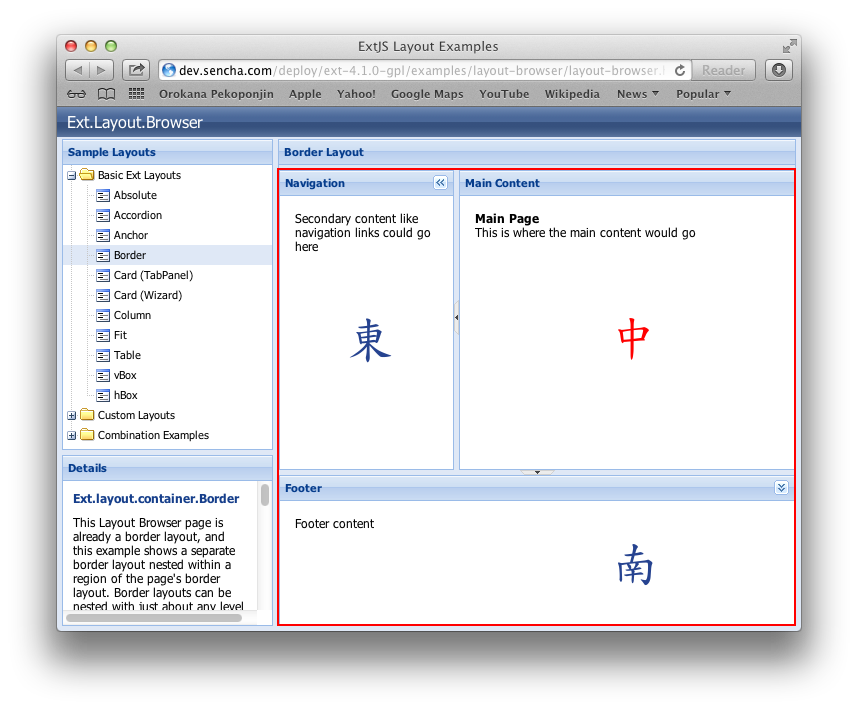 ExtJS Layout Examples
dev.sencha.com/deploy/ext-4.1.0-gpl/examples/layout-browser/layout-browser.
Reader
Orokana Pekoponjin Apple Yahoo! Google Maps YouTube Wikipedia News Popular
Ext.Layout.Browser
Sample Layouts
Basic Ext Layouts
Absolute
Accordion
Anchor
Border
Card (TabPanel)
Card (Wizard)
Column
Fit
Table
vBox
hBox
Custom Layouts
Combination Examples
Details
Ext.layout.container.Border
This Layout Browser page is
already a border layout, and
this example shows a separate
border layout nested within a
region of the page's border
layout. Border layouts can be
nested with just about any level
Border Layout
Navigation
Secondary content like
navigation links could go
here
東
Main Content
Main Page
This is where the main content would go
中
Footer
Footer content
南